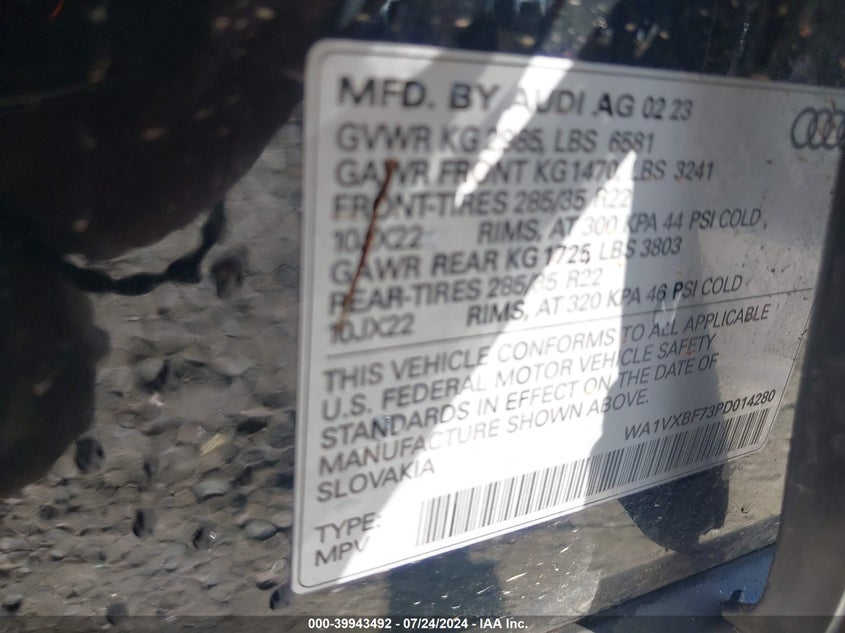 MFD. BY AUDI AG 02 23
GVWR KG 2985, LBS 6581
GAWR FRONT KG 1470, LBS 3241
FRONT-TIRES 285/35 R22
10JX22 RIMS, AT 300 KPA 44 PSI COLD
GAWR REAR KG 1725 LBS 3803
REAR-TIRES 285/35 R22
10JX22 RIMS, AT 320 KPA 46 PSI COLD
THIS VEHICLE CONFORMS TO ALL APPLICABLE
U.S. FEDERAL MOTOR VEHICLE SAFETY
STANDARDS IN EFFECT ON THE DATE OF
MANUFACTURE SHOWN ABOVE.
SLOVAKIA
WA1VXBF73PD014280
TYPE:
MPV
000-39943492 - 07/24/2024 - IAA Inc.